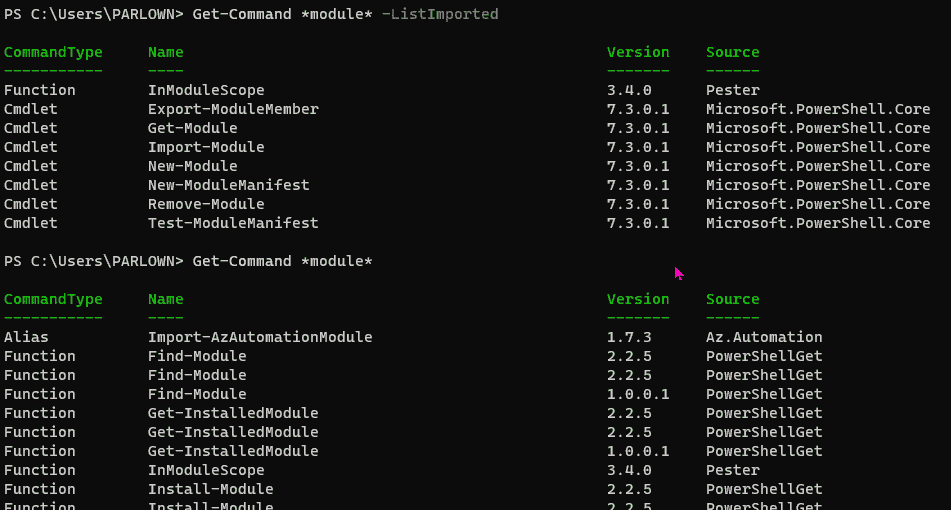 PS C:\Users\PARLOWN> Get-Command *module* -ListImported
CommandType     Name                                               Version    Source
-----------     ----                                               -------    ------
Function        InModuleScope                                      3.4.0      Pester
Cmdlet          Export-ModuleMember                                7.3.0.1    Microsoft.PowerShell.Core
Cmdlet          Get-Module                                         7.3.0.1    Microsoft.PowerShell.Core
Cmdlet          Import-Module                                      7.3.0.1    Microsoft.PowerShell.Core
Cmdlet          New-Module                                         7.3.0.1    Microsoft.PowerShell.Core
Cmdlet          New-ModuleManifest                                 7.3.0.1    Microsoft.PowerShell.Core
Cmdlet          Remove-Module                                      7.3.0.1    Microsoft.PowerShell.Core
Cmdlet          Test-ModuleManifest                                7.3.0.1    Microsoft.PowerShell.Core
PS C:\Users\PARLOWN> Get-Command *module*
CommandType     Name                                               Version    Source
-----------     ----                                               -------    ------
Alias           Import-AzAutomationModule                          1.7.3      Az.Automation
Function        Find-Module                                        2.2.5      PowerShellGet
Function        Find-Module                                        2.2.5      PowerShellGet
Function        Find-Module                                        1.0.0.1    PowerShellGet
Function        Get-InstalledModule                                2.2.5      PowerShellGet
Function        Get-InstalledModule                                2.2.5      PowerShellGet
Function        Get-InstalledModule                                1.0.0.1    PowerShellGet
Function        InModuleScope                                      3.4.0      Pester
Function        Install-Module                                     2.2.5      PowerShellGet
Function        Install-Module                                     2.2.5      PowerShellGet